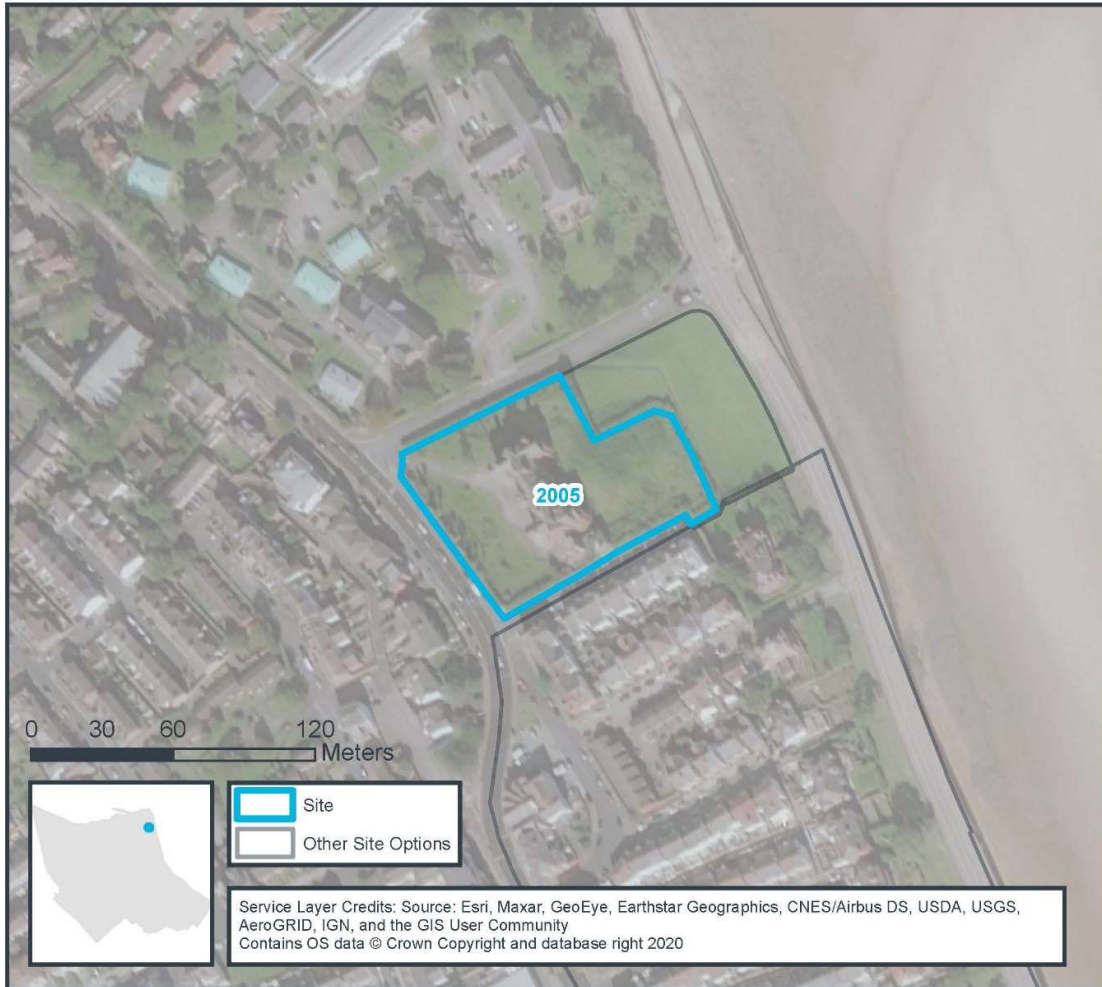 2005
0 30 60 120
Meters
Site
Other Site Options
Service Layer Credits: Source: Esri, Maxar, GeoEye, Earthstar Geographics, CNES/Airbus DS, USDA, USGS,
AeroGRID, IGN, and the GIS User Community
Contains OS data © Crown Copyright and database right 2020